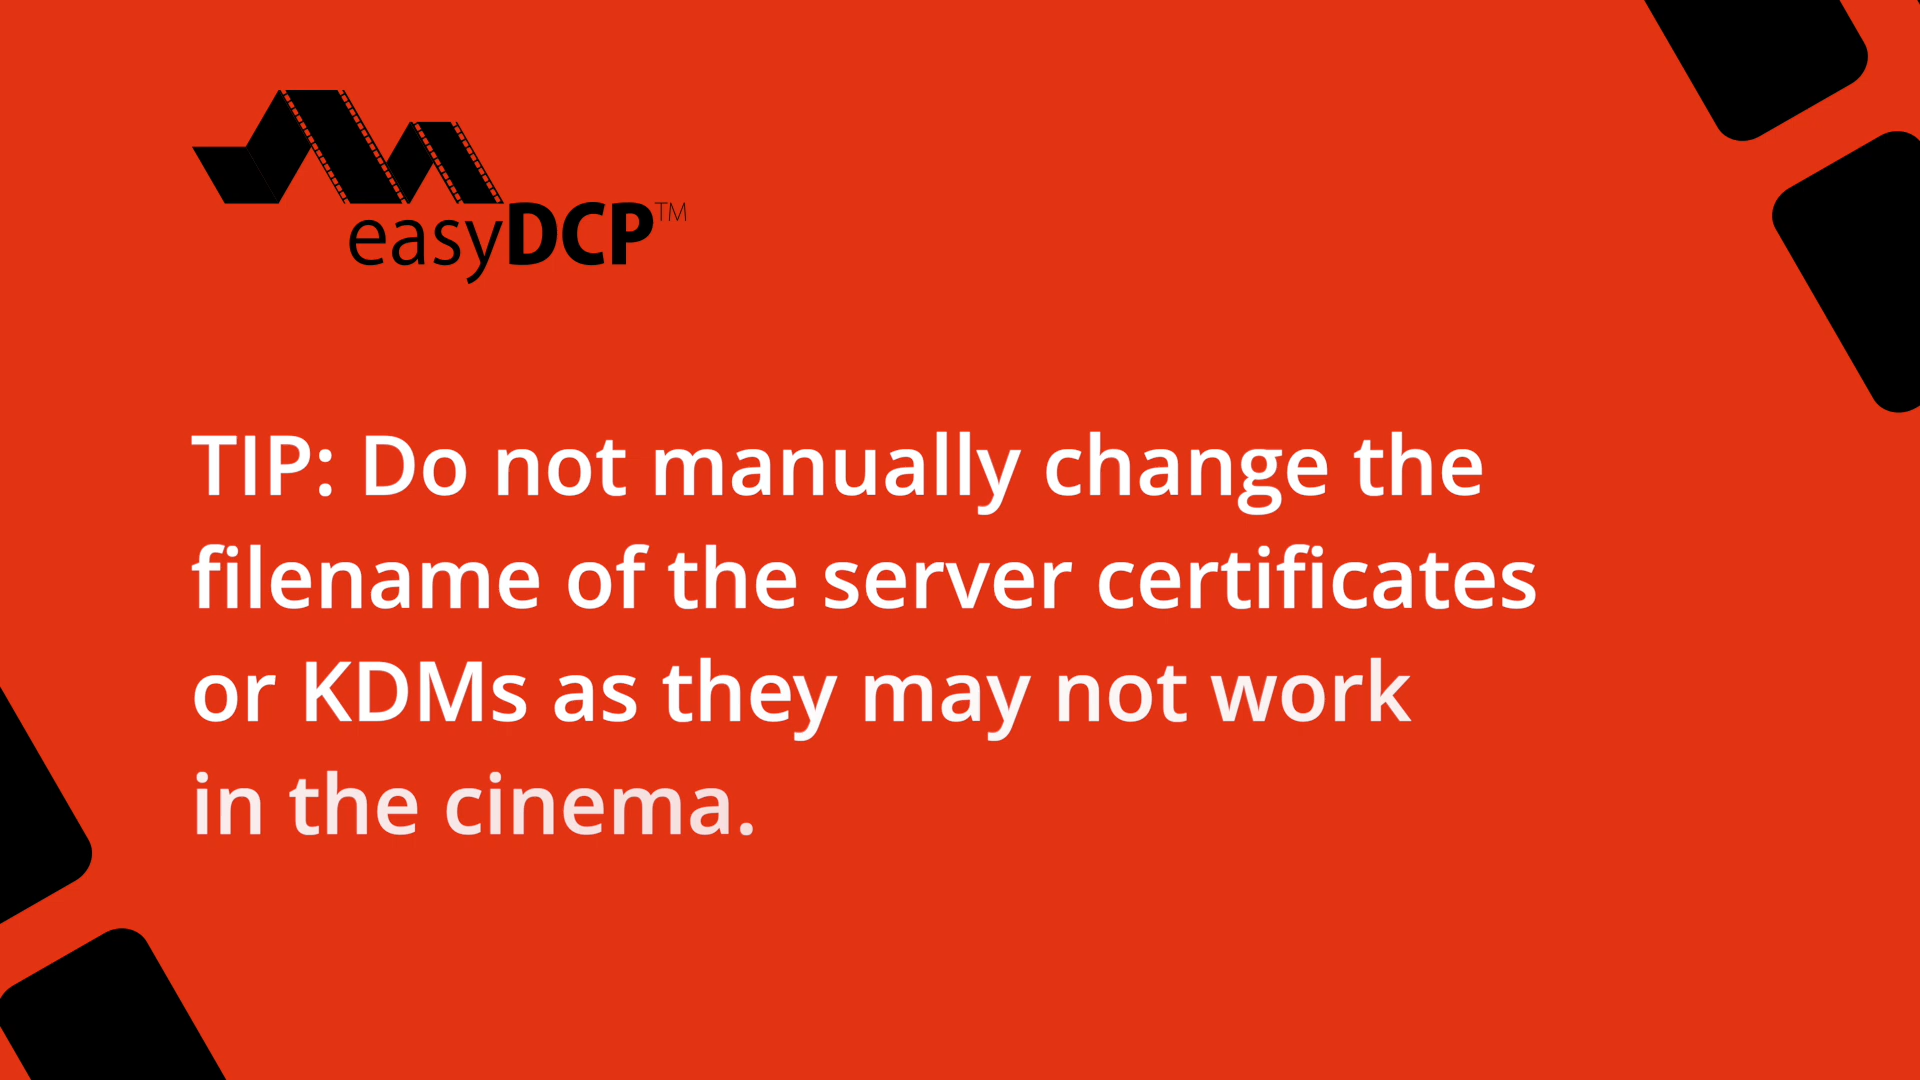 easyDCP™
TIP: Do not manually change the
filename of the server certificates
or KDMs as they may not work
in the cinema.